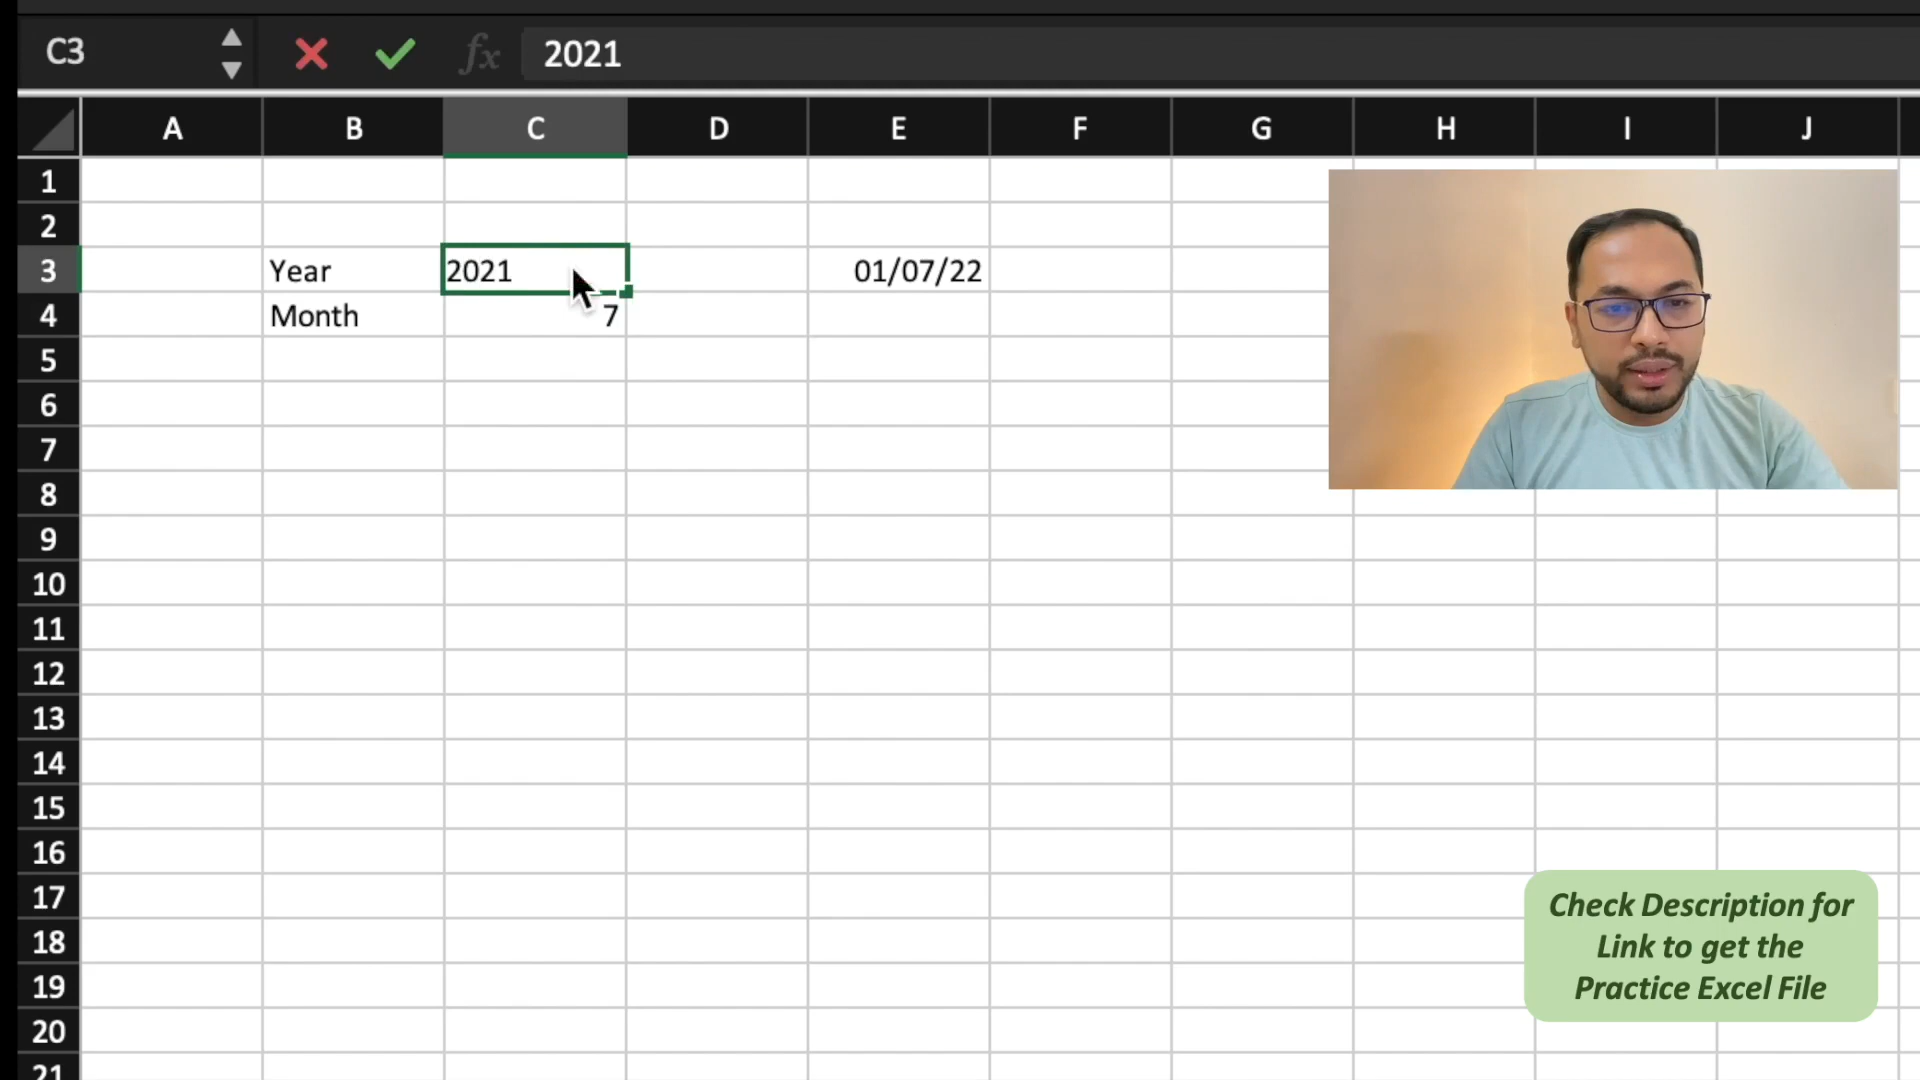 C3 fx 2021
A B C D E F G H I J
1
2
3 Year 2021 01/07/22
4 Month 7
5
6
7
8
9
10
11
12
13
14
15
16
17
18
19
20
21
Check Description for
Link to get the
Practice Excel File